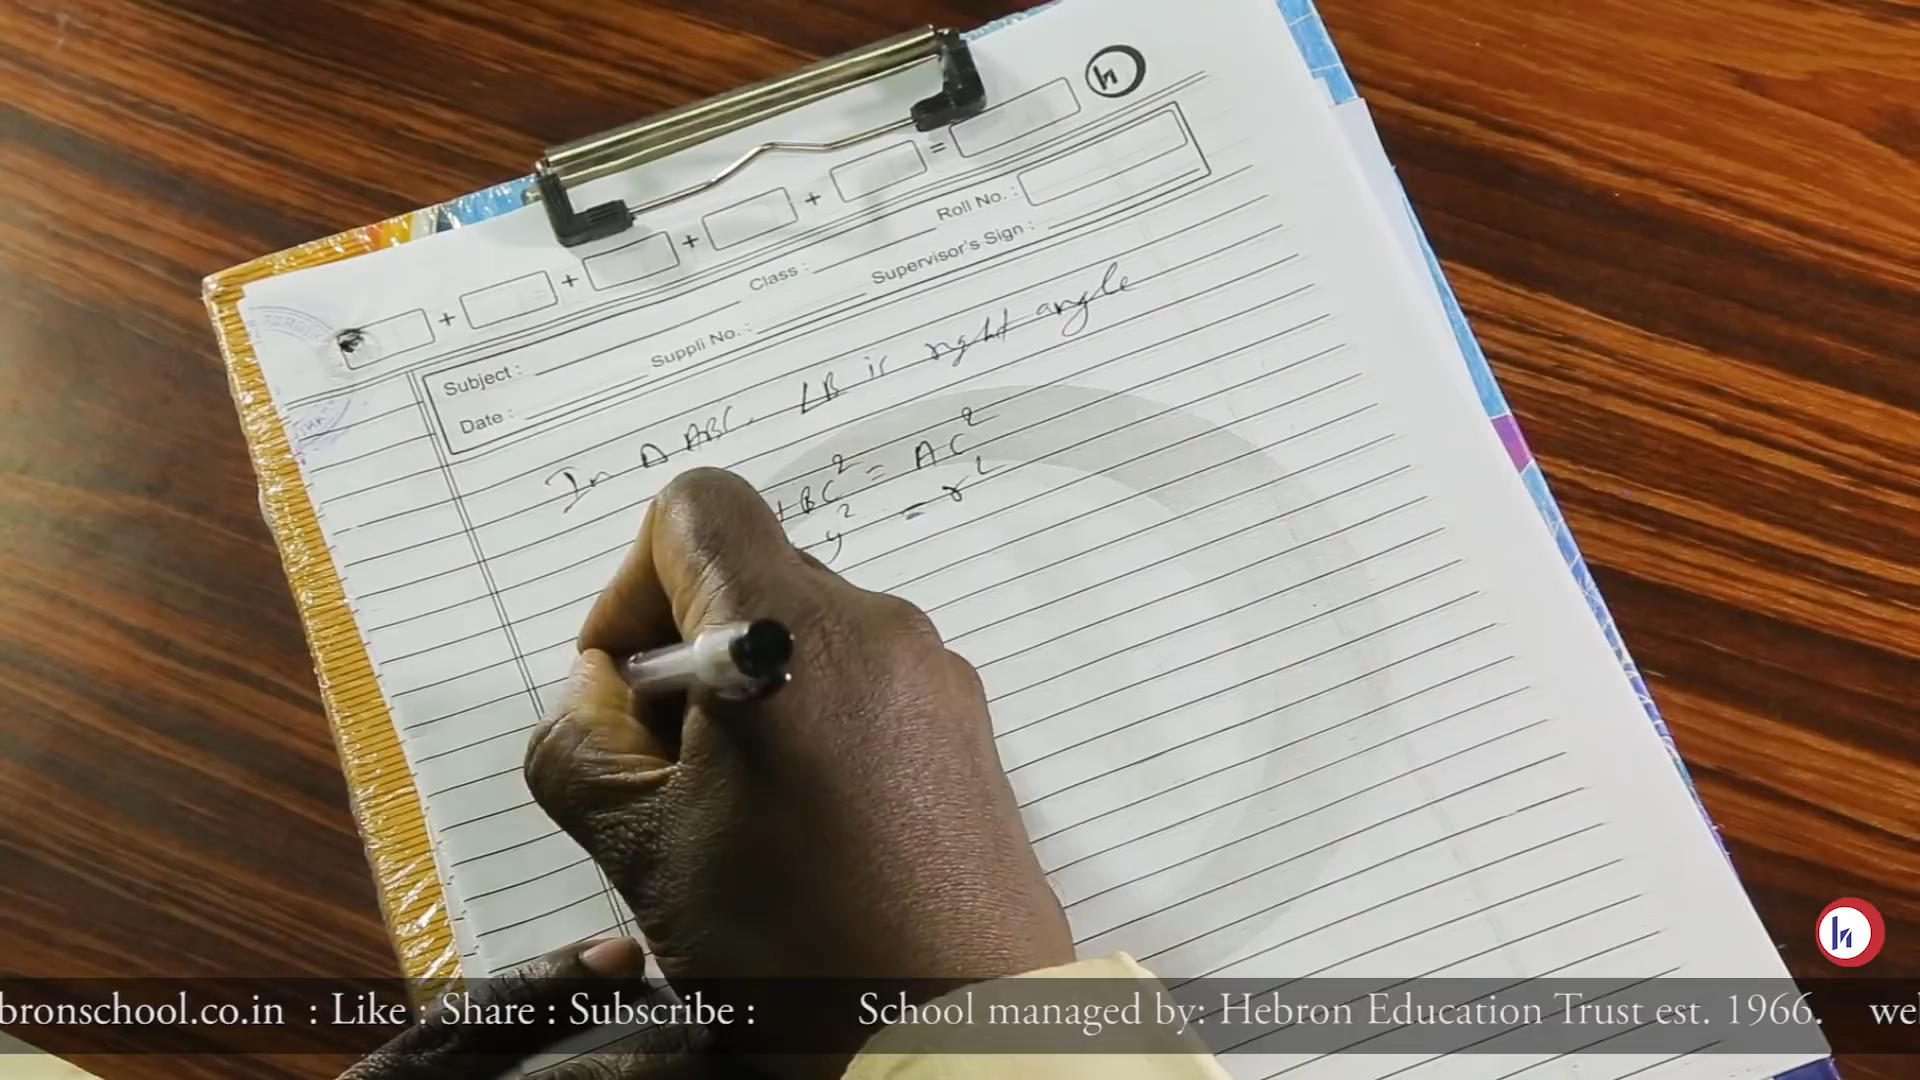 + + + + =
Subject : Class : Roll No. :
Date : Suppli No. : Supervisor's Sign :
In Δ ABC, ∠B is right angle
+BC² = AC²
y² = r²
bronschool.co.in : Like : Share : Subscribe : School managed by: Hebron Education Trust est. 1966. we